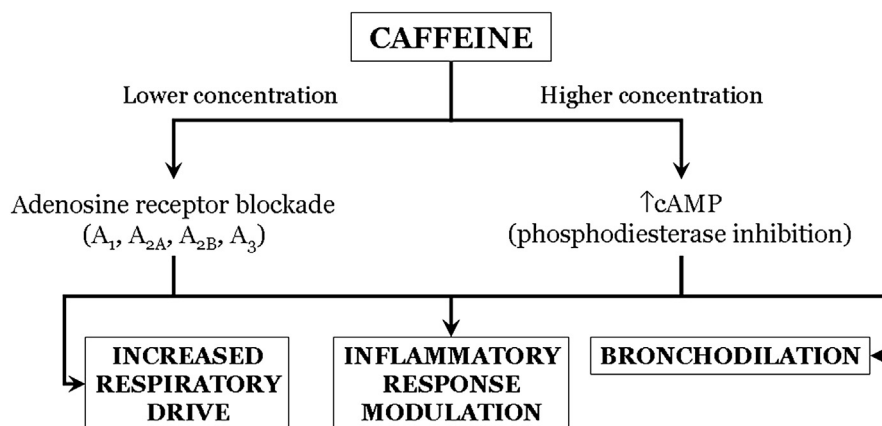 CAFFEINE
Lower concentration
Higher concentration
Adenosine receptor blockade
(A₁, A₂A, A₂B, A₃)
↑cAMP
(phosphodiesterase inhibition)
INCREASED
RESPIRATORY
DRIVE
INFLAMMATORY
RESPONSE
MODULATION
BRONCHODILATION